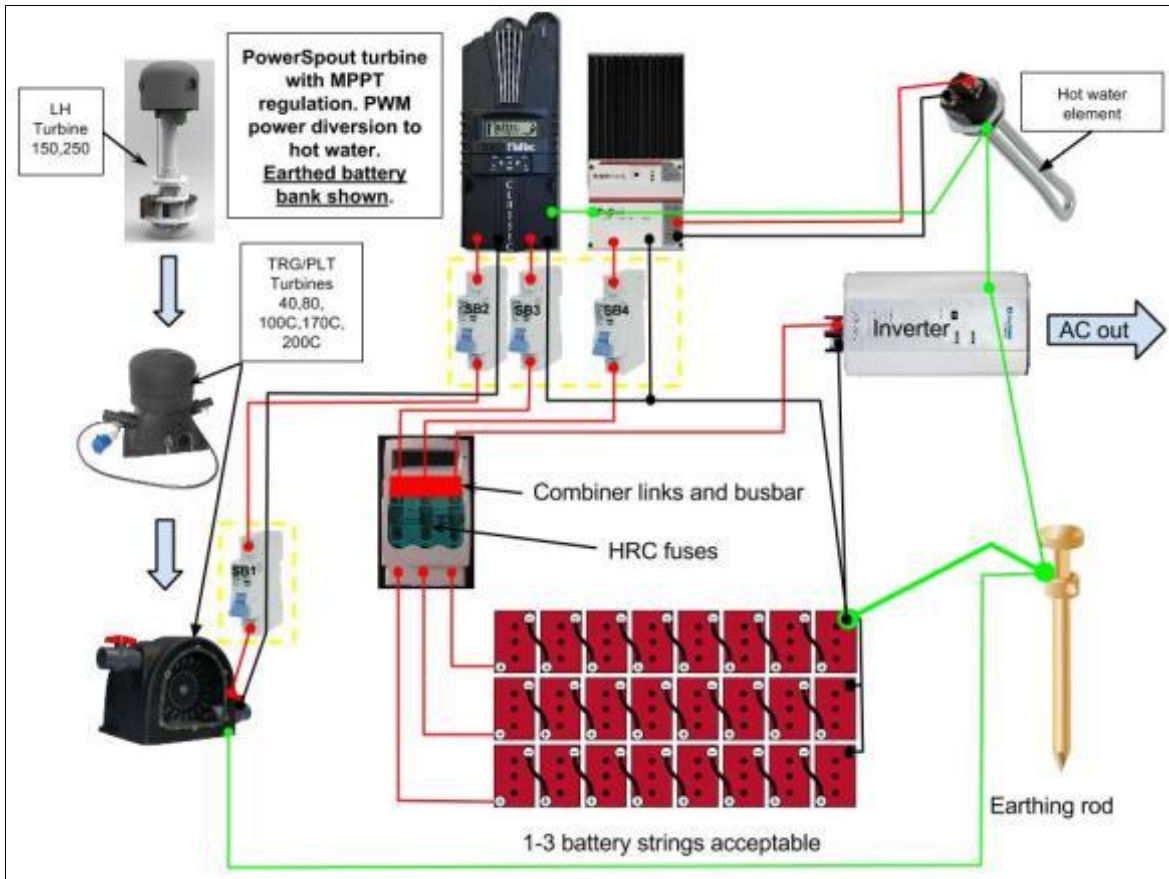 LH
Turbine
150,250
PowerSpout turbine
with MPPT
regulation. PWM
power diversion to
hot water.
Earthed battery
bank shown.
TRG/PLT
Turbines
40,80,
100C,170C,
200C
CLASSIC
Hot water
element
SB2
SB3
SB4
Inverter
AC out
Combiner links and busbar
HRC fuses
SB1
Earthing rod
1-3 battery strings acceptable